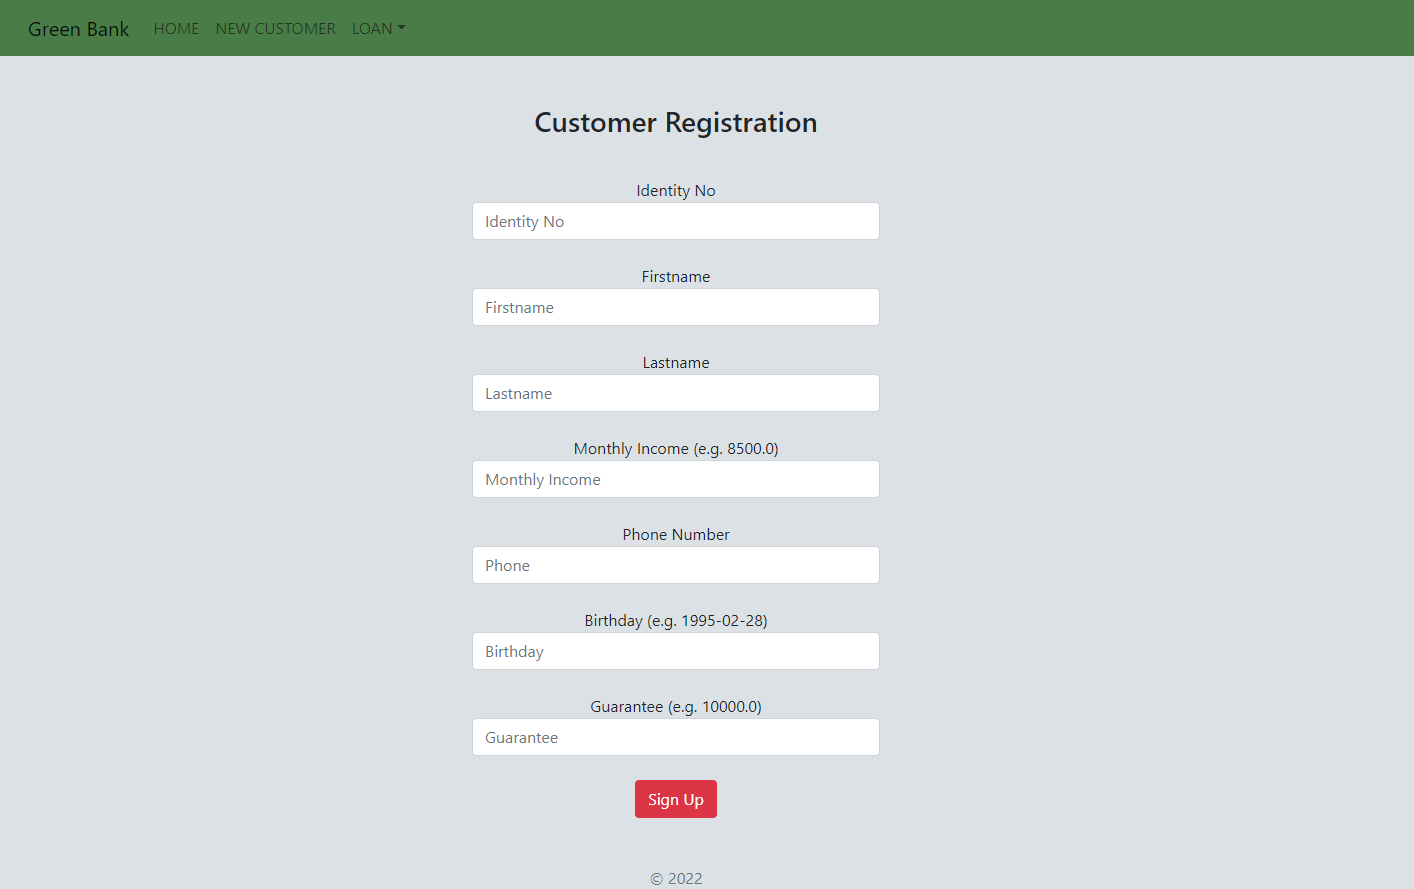 Green Bank HOME NEW CUSTOMER LOAN
Customer Registration
Identity No
Identity No
Firstname
Firstname
Lastname
Lastname
Monthly Income (e.g. 8500.0)
Monthly Income
Phone Number
Phone
Birthday (e.g. 1995-02-28)
Birthday
Guarantee (e.g. 10000.0)
Guarantee
Sign Up
© 2022